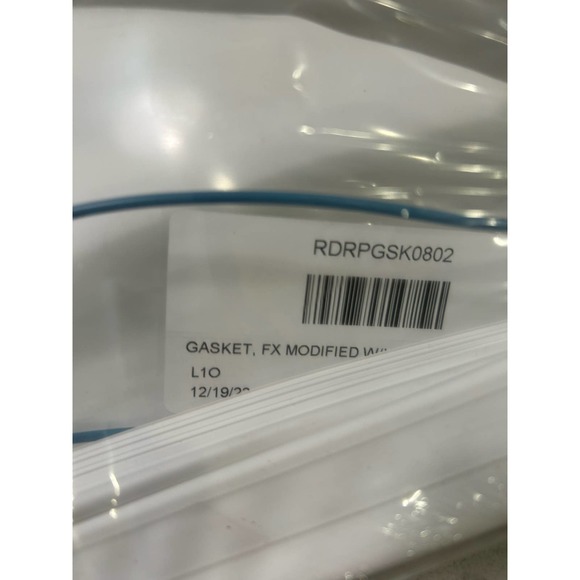 RDRPGSK0802
GASKET, FX MODIFIED
L1O